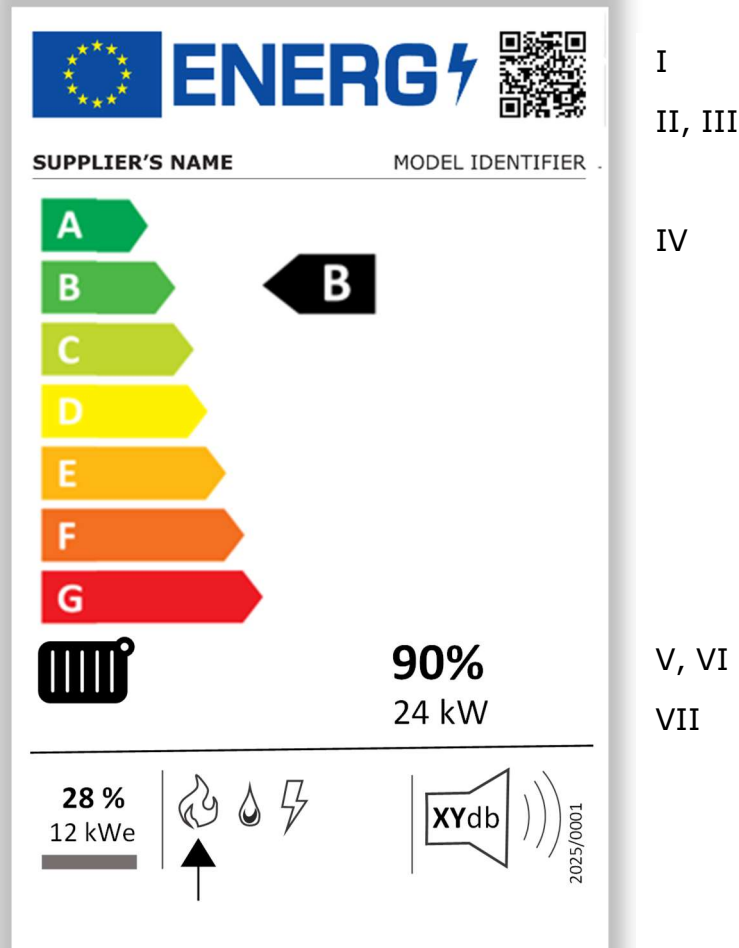 ENERG
I
II, III
SUPPLIER'S NAME MODEL IDENTIFIER
A
IV
B B
C
D
E
F
G
90%
V, VI
24 kW
VII
28 %
12 kWe
XYdb
2025/0001